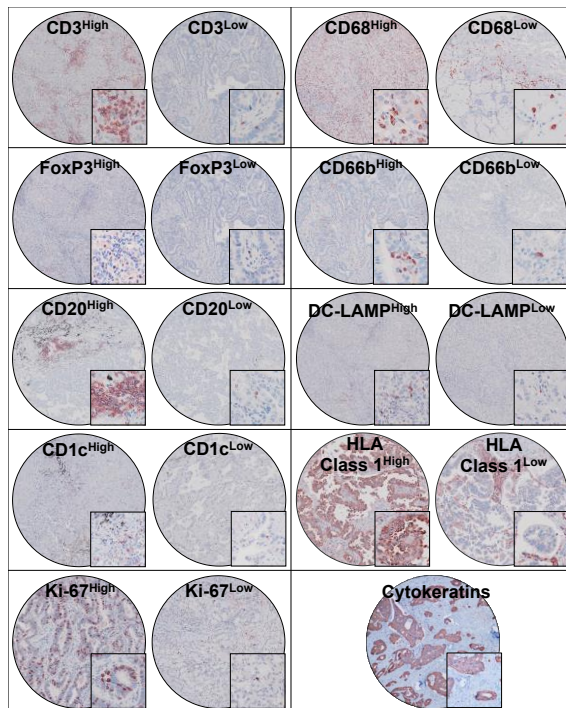 CD3High
CD3Low
CD68High
CD68Low
FoxP3High
FoxP3Low
CD66bHigh
CD66bLow
CD20High
CD20Low
DC-LAMPHigh
DC-LAMPLow
CD1cHigh
CD1cLow
HLA
Class 1High
HLA
Class 1Low
Ki-67High
Ki-67Low
Cytokeratins